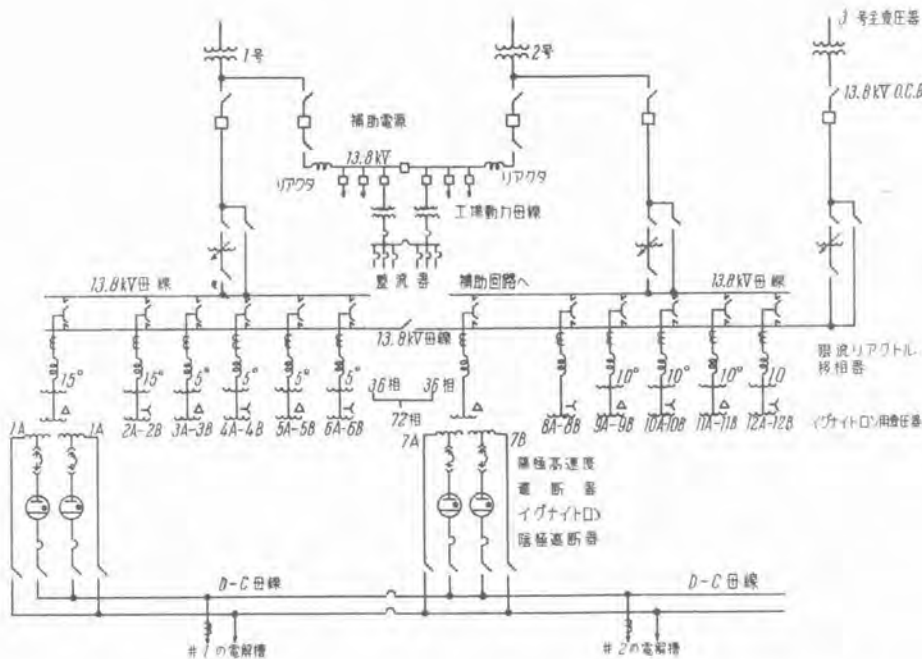 1号
2号
3号主変圧器
13.8kV O.C.B
補助電源
13.8kV
リアクタ
リアクタ
工場動力母線
整流器
補助回路へ
13.8kV母線
13.8kV母線
13.8kV母線
限流リアクトル,
移相器
15°
15°
5°
5°
5°
5°
36相
36相
72相
10°
10°
10°
10
1A
1A
2A-2B
3A-3B
4A-4B
5A-5B
6A-6B
7A
7B
8A-8B
9A-9B
10A-10B
11A-11B
12A-12B
イグナイトロン用変圧器
陽極高速度
遮断器
イグナイトロン
陰極遮断器
D-C母線
D-C母線
#1の電解槽
#2の電解槽